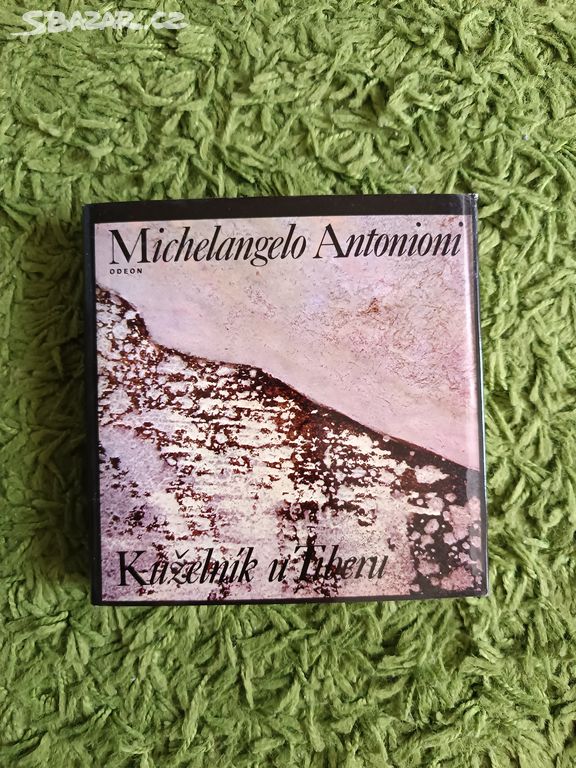 SBAZAR.CZ
Michelangelo Antonioni
ODEON
Kuželník u Tiberu